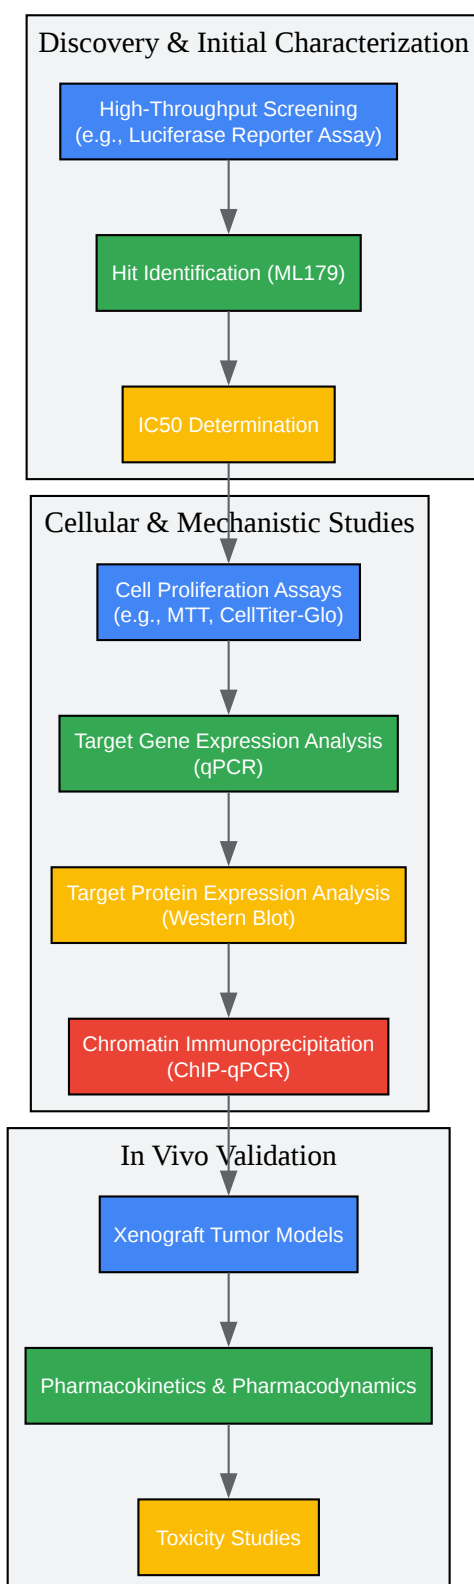 Discovery & Initial Characterization
High-Throughput Screening
(e.g., Luciferase Reporter Assay)
Hit Identification (ML179)
IC50 Determination
Cellular & Mechanistic Studies
Cell Proliferation Assays
(e.g., MTT, CellTiter-Glo)
Target Gene Expression Analysis
(qPCR)
Target Protein Expression Analysis
(Western Blot)
Chromatin Immunoprecipitation
(ChIP-qPCR)
In Vivo Validation
Xenograft Tumor Models
Pharmacokinetics & Pharmacodynamics
Toxicity Studies